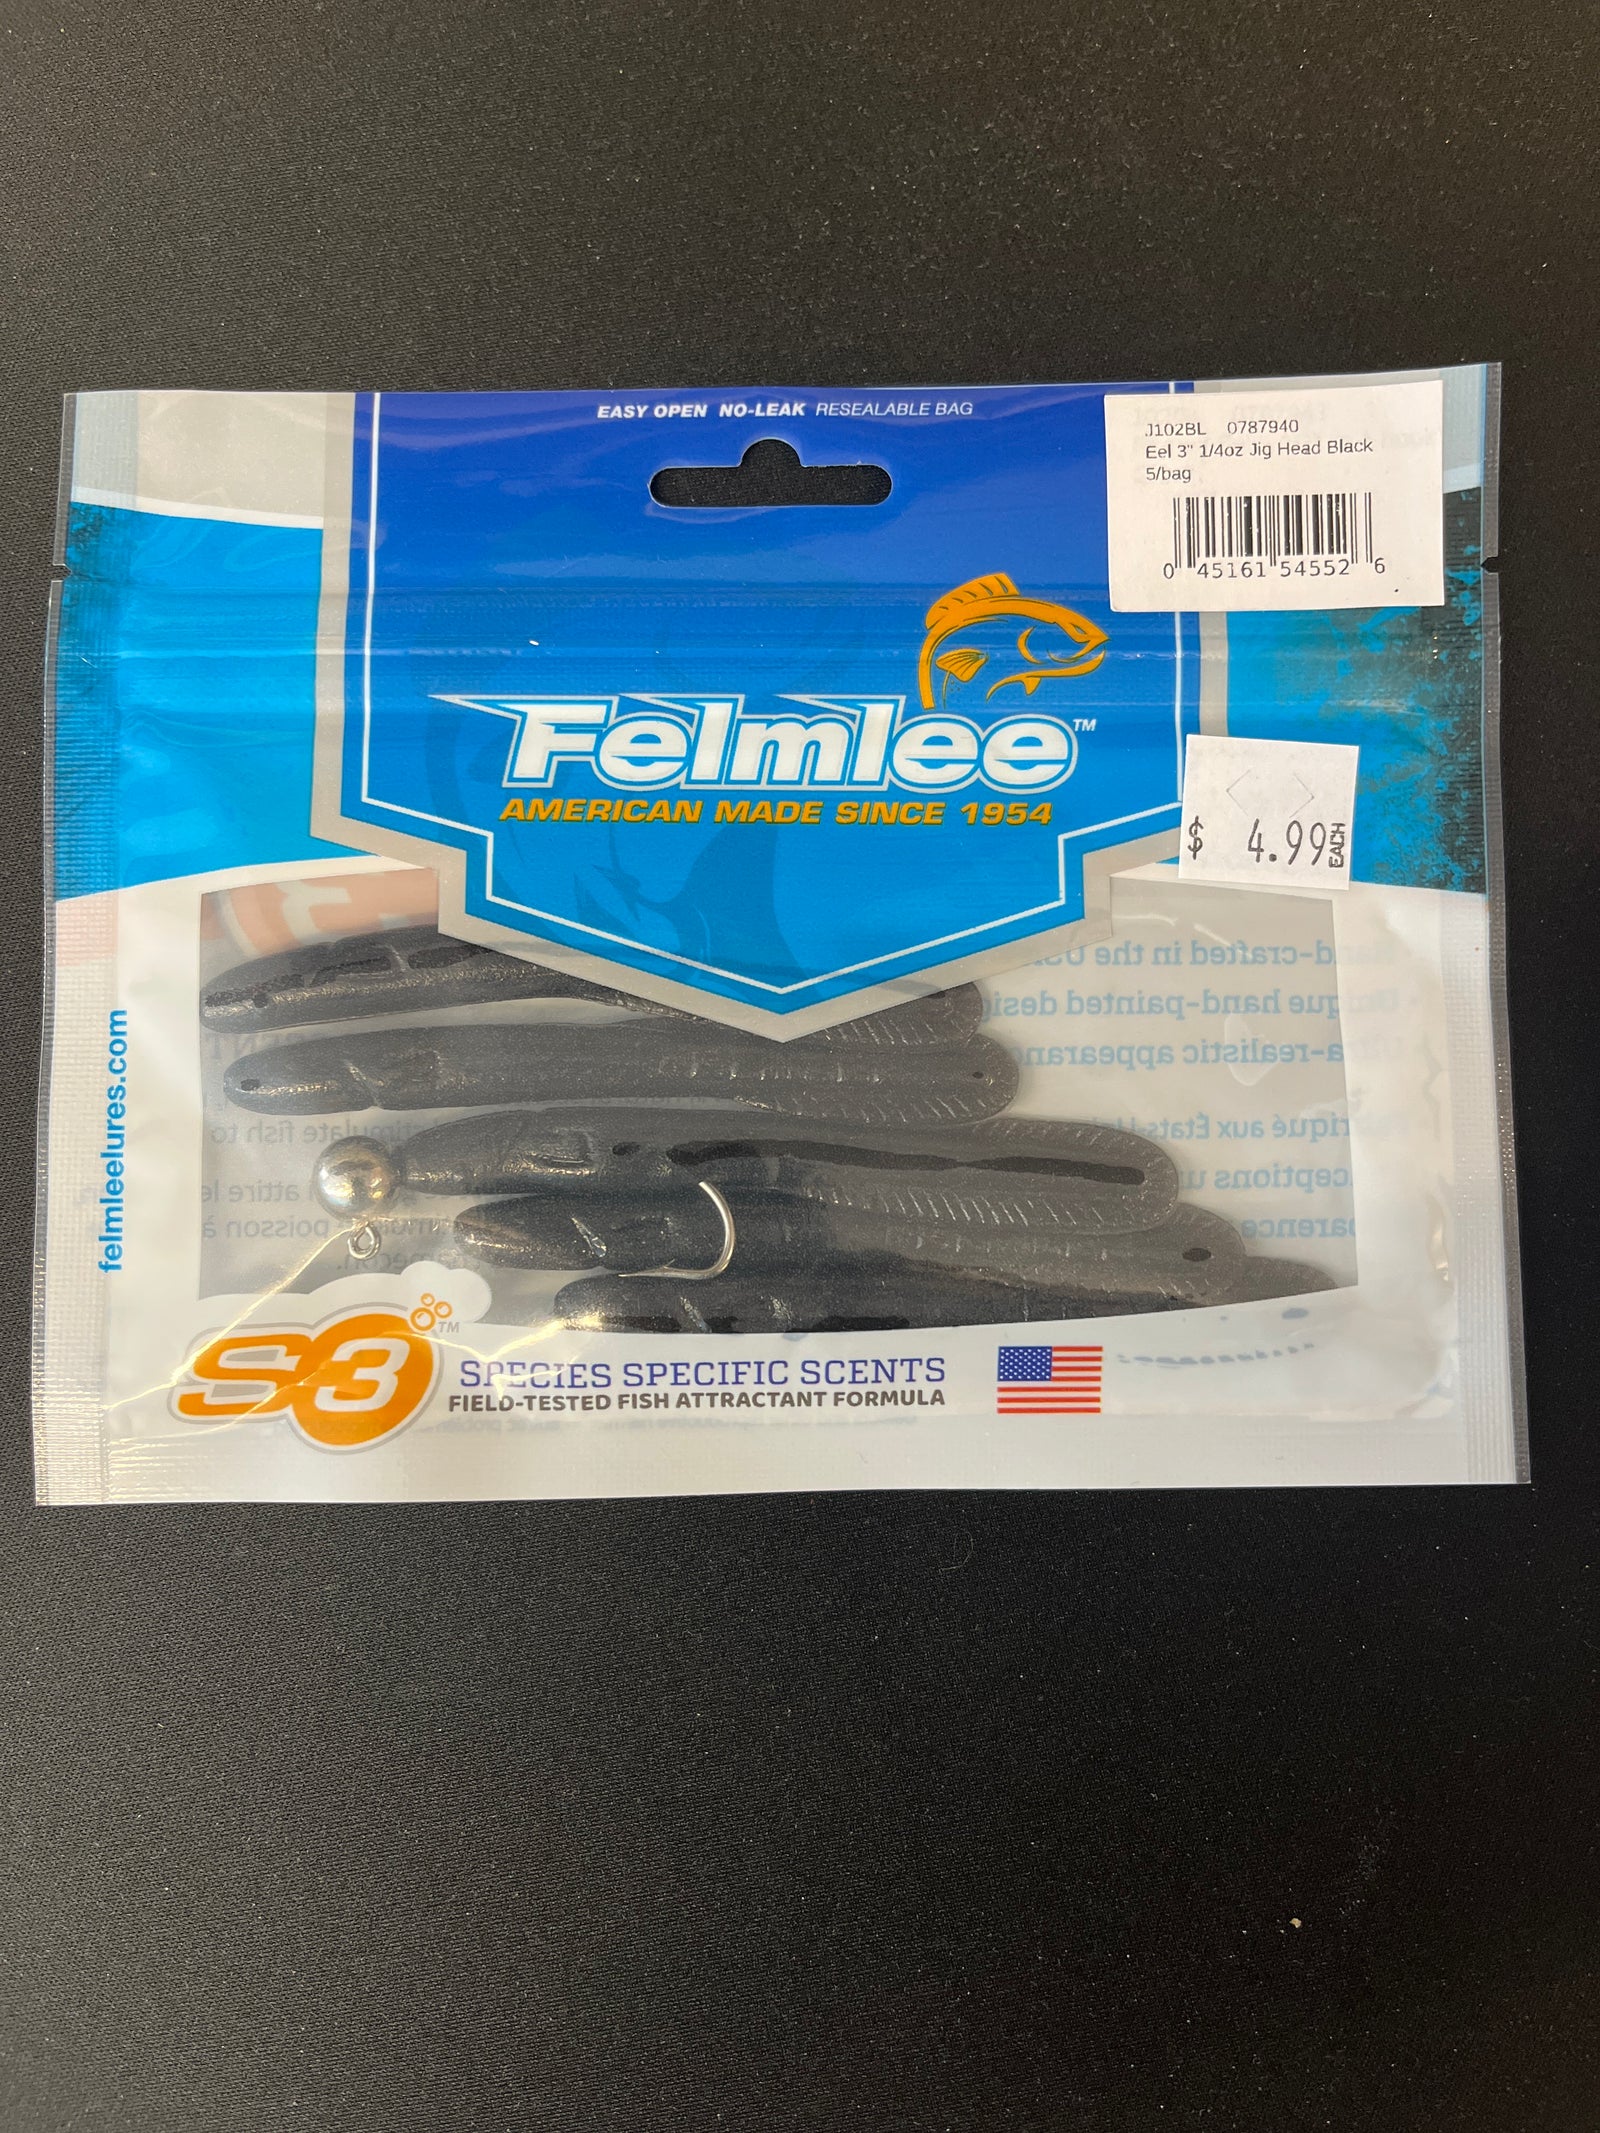 EASY OPEN NO-LEAK RESEALABLE BAG
J102BL 0787940
Eel 3" 1/4oz Jig Head Black
5/bag
0 45161 54552 6
Felmlee™
AMERICAN MADE SINCE 1954
$ 4.99 EACH
felmleelures.com
S3™
SPECIES SPECIFIC SCENTS
FIELD-TESTED FISH ATTRACTANT FORMULA